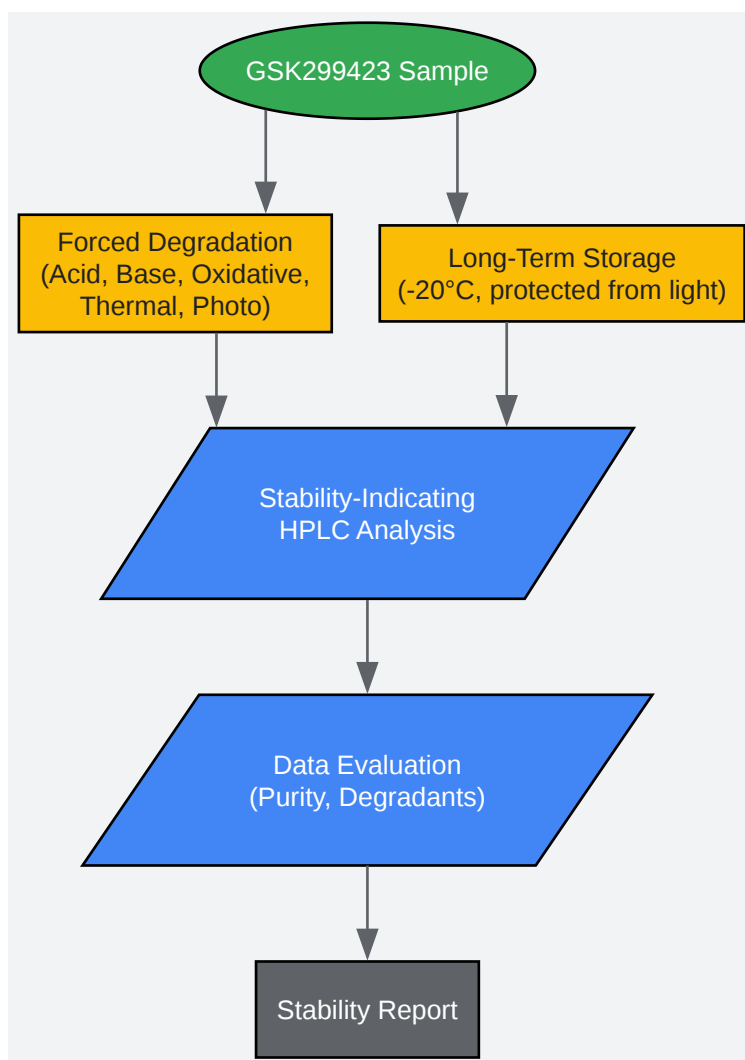 GSK299423 Sample
Forced Degradation
(Acid, Base, Oxidative,
Thermal, Photo)
Long-Term Storage
(-20°C, protected from light)
Stability-Indicating
HPLC Analysis
Data Evaluation
(Purity, Degradants)
Stability Report